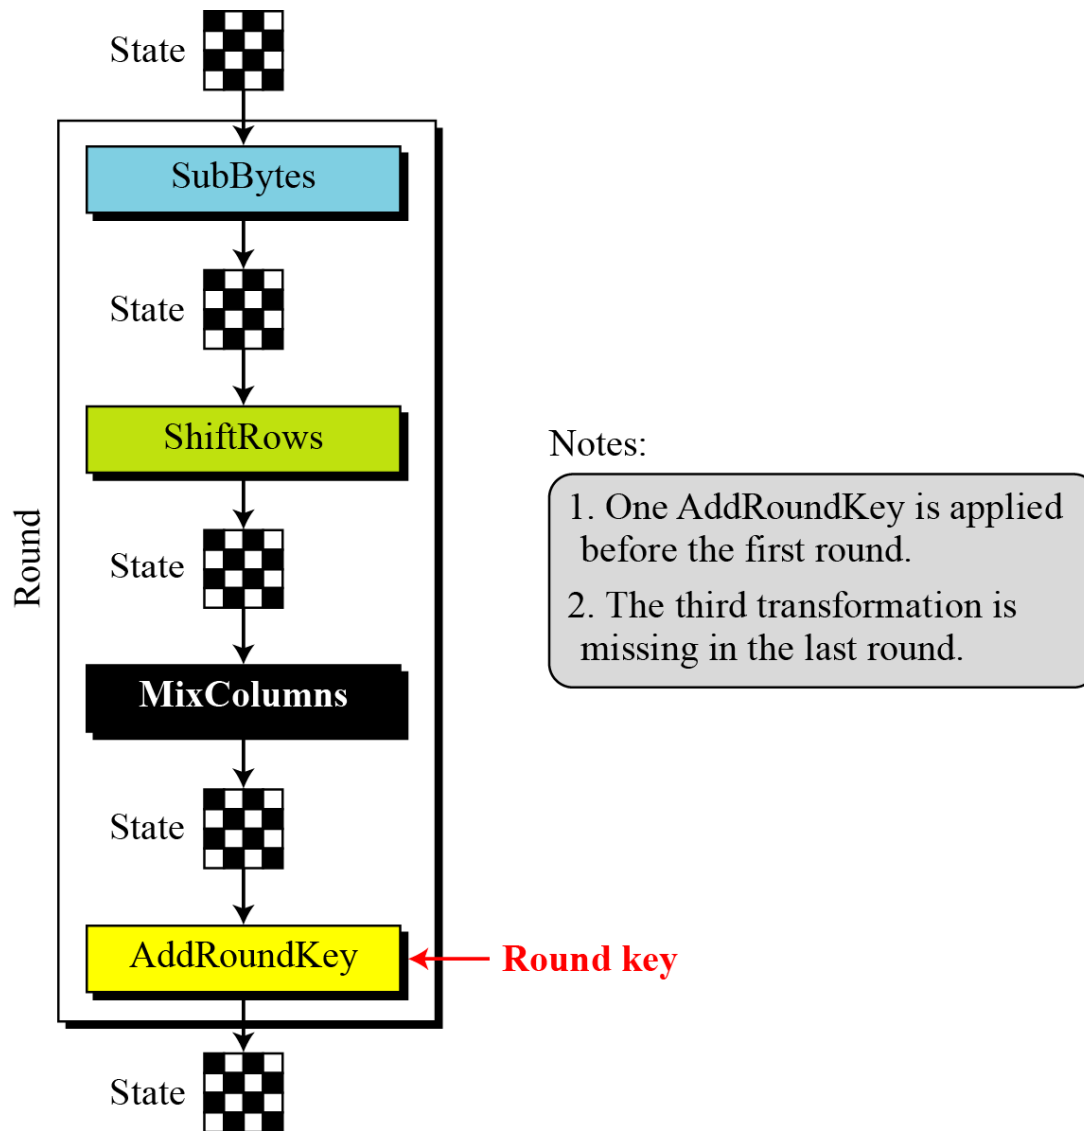 State
SubBytes
State
ShiftRows
State
MixColumns
State
AddRoundKey
Round key
State
Round
Notes:
1. One AddRoundKey is applied
before the first round.
2. The third transformation is
missing in the last round.